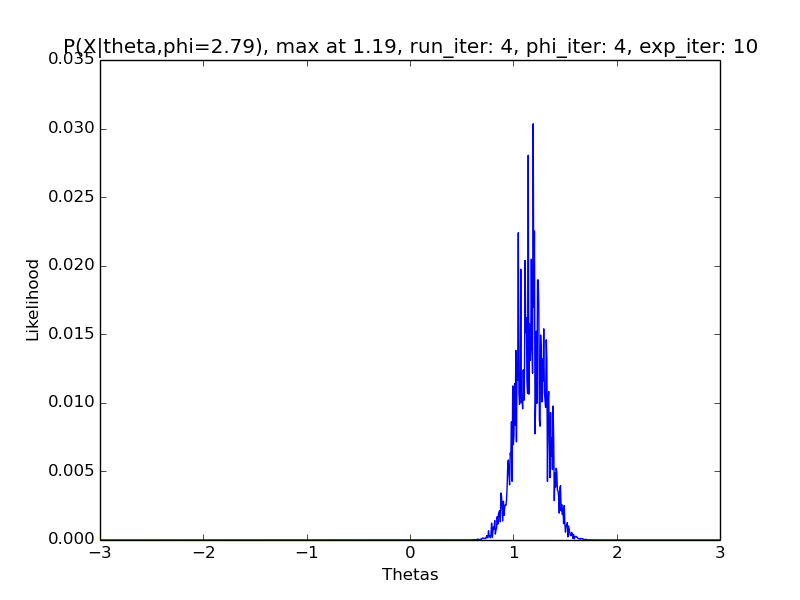 P(X|theta,phi=2.79), max at 1.19, run_iter: 4, phi_iter: 4, exp_iter: 10
0.035
0.030
0.025
0.020
0.015
0.010
0.005
0.000
Likelihood
−3 −2 −1 0 1 2 3
Thetas